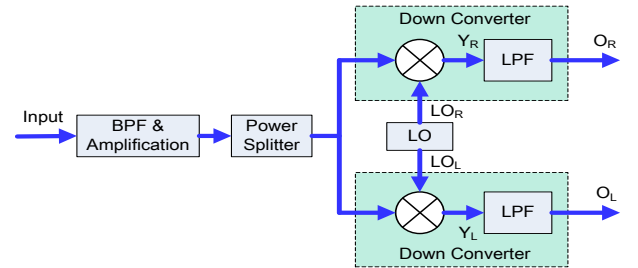 Down Converter
Y_R
O_R
LPF
LO_R
Input
BPF &
Amplification
Power
Splitter
LO
LO_L
LPF
Y_L
O_L
Down Converter